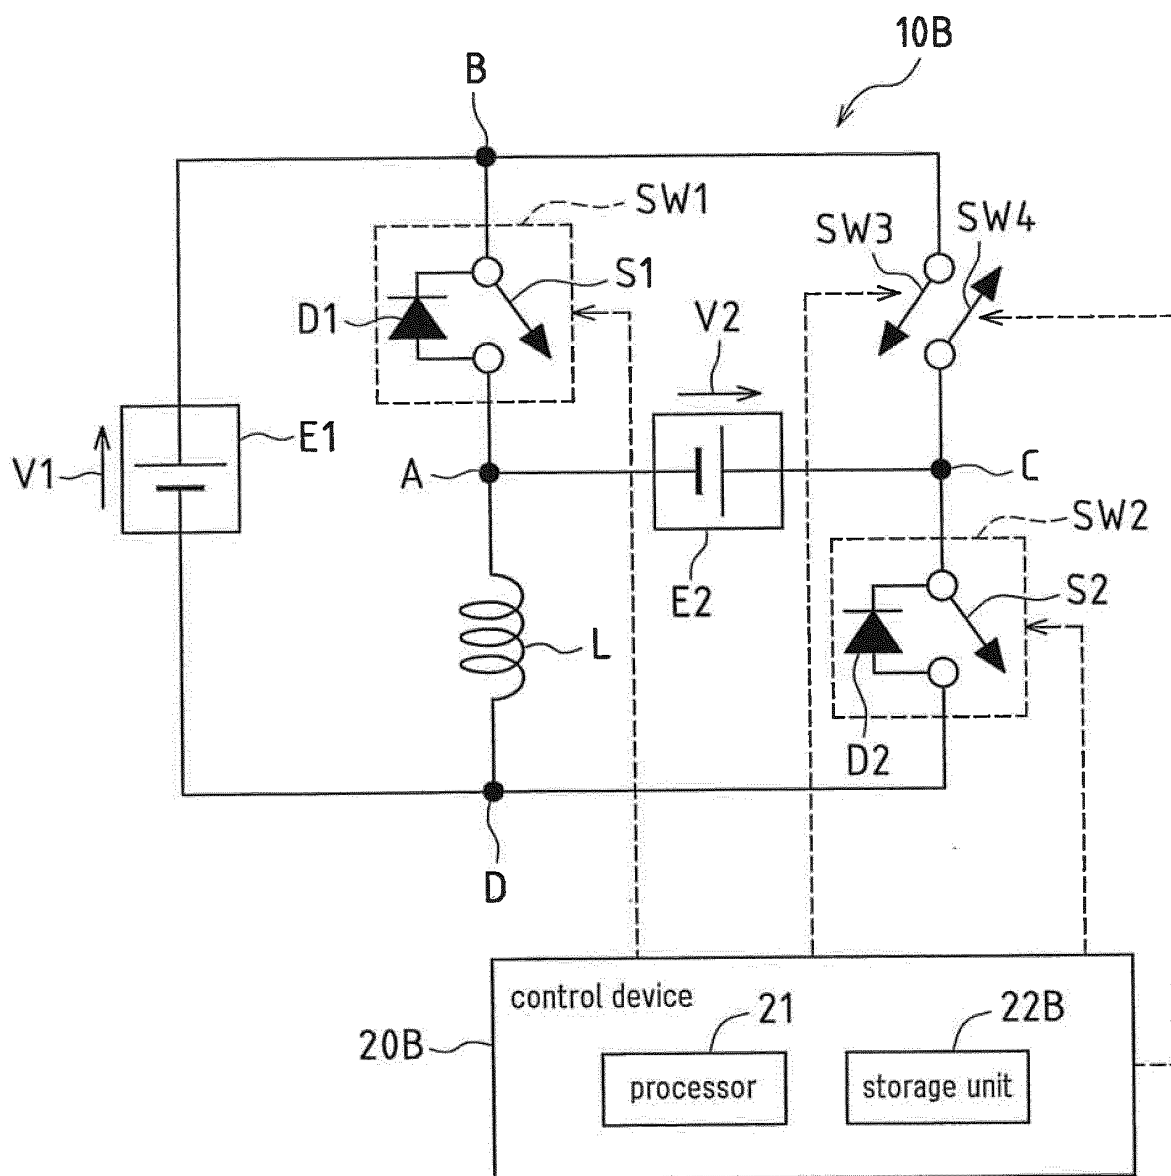 10B
B
SW1
SW3
SW4
S1
D1
V2
V1
E1
A
C
SW2
E2
S2
L
D2
D
control device
20B
21
22B
processor
storage unit